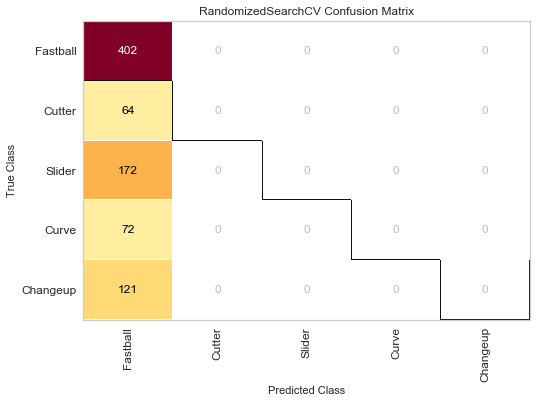 RandomizedSearchCV Confusion Matrix
True Class
Fastball 402 0 0 0 0
Cutter 64 0 0 0 0
Slider 172 0 0 0 0
Curve 72 0 0 0 0
Changeup 121 0 0 0 0
Fastball Cutter Slider Curve Changeup
Predicted Class